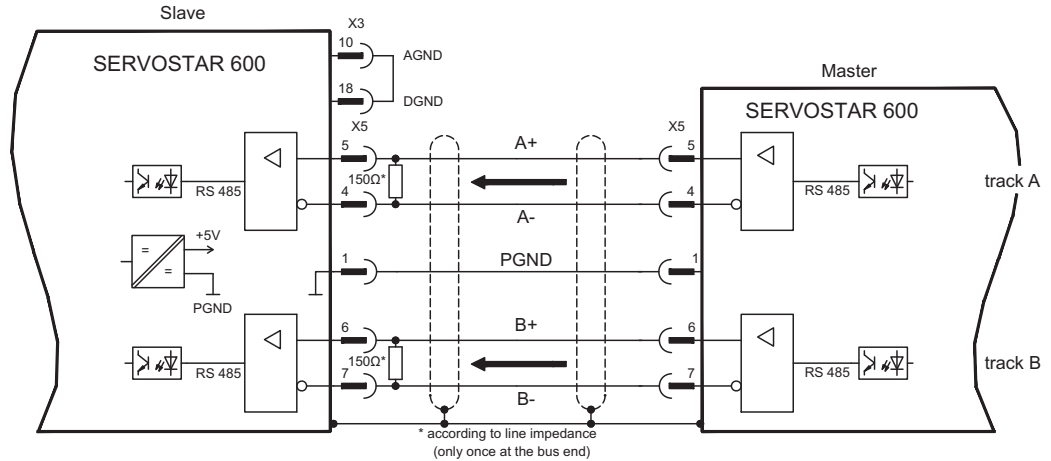 Slave
SERVOSTAR 600
X3
10
AGND
18
DGND
X5
5
4
150Ω*
RS 485
A+
A-
+5V
=
=
PGND
1
PGND
1
6
7
150Ω*
RS 485
B+
B-
Master
SERVOSTAR 600
X5
5
4
RS 485
track A
6
7
RS 485
track B
* according to line impedance
(only once at the bus end)